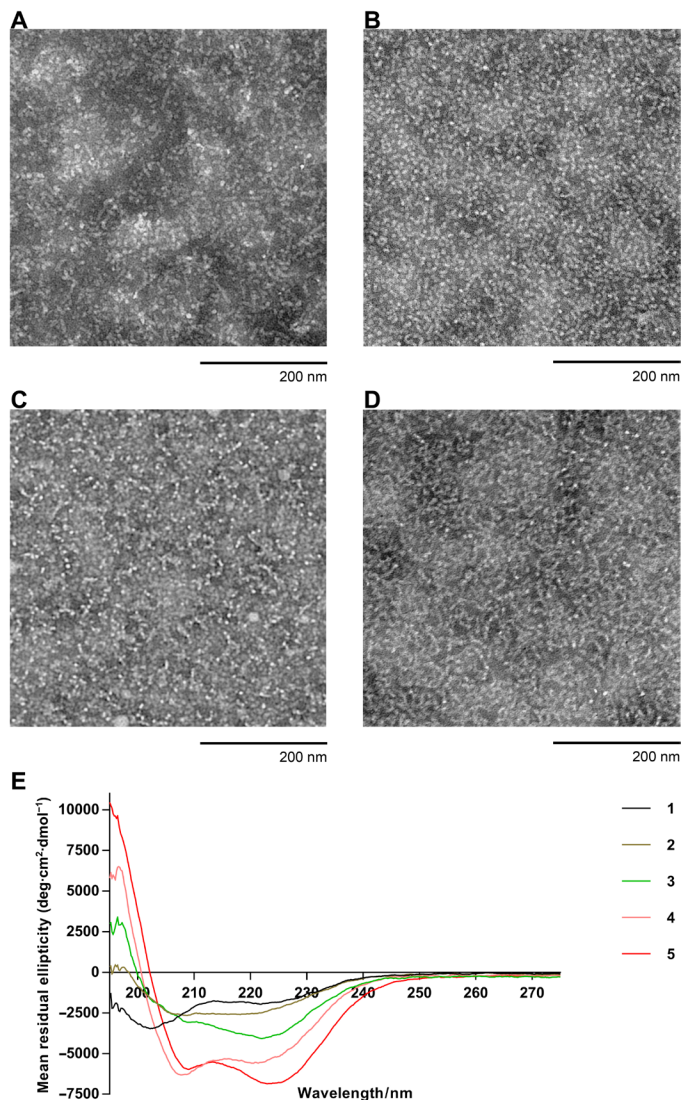 A
B
200 nm
200 nm
C
D
200 nm
200 nm
E
Mean residual ellipticity (deg·cm²·dmol⁻¹)
10000
7500
5000
2500
0
−2500
−5000
−7500
200 210 220 230 240 250 260 270
Wavelength/nm
1
2
3
4
5